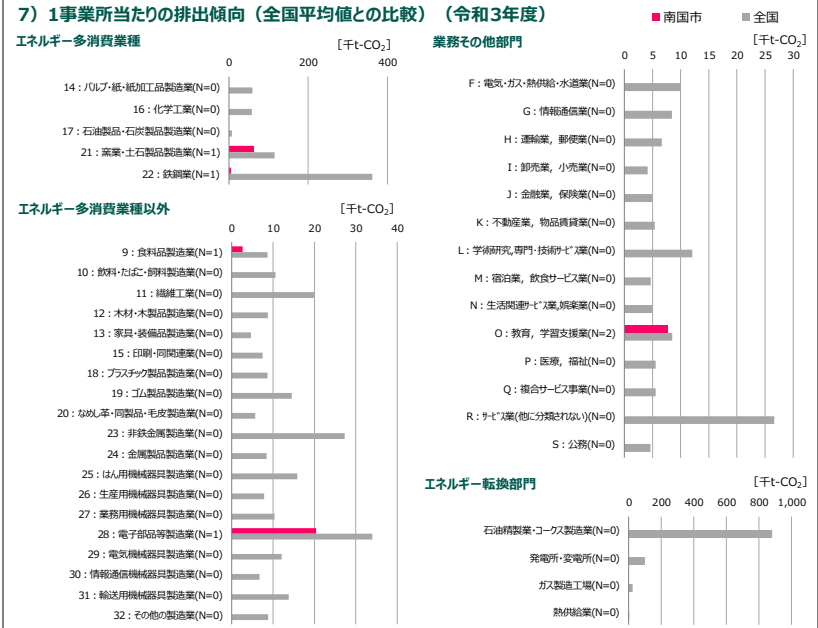 7）1事業所当たりの排出傾向（全国平均値との比較）（令和3年度）
■南国市 ■全国
エネルギー多消費業種
［千t-CO₂］
0 200 400
14：パルプ・紙・紙加工品製造業(N=0)
16：化学工業(N=0)
17：石油製品・石炭製品製造業(N=0)
21：窯業・土石製品製造業(N=1)
22：鉄鋼業(N=1)
エネルギー多消費業種以外
［千t-CO₂］
0 10 20 30 40
9：食料品製造業(N=1)
10：飲料・たばこ・飼料製造業(N=0)
11：繊維工業(N=0)
12：木材・木製品製造業(N=0)
13：家具・装備品製造業(N=0)
15：印刷・同関連業(N=0)
18：プラスチック製品製造業(N=0)
19：ゴム製品製造業(N=0)
20：なめし革・同製品・毛皮製造業(N=0)
23：非鉄金属製造業(N=0)
24：金属製品製造業(N=0)
25：はん用機械器具製造業(N=0)
26：生産用機械器具製造業(N=0)
27：業務用機械器具製造業(N=0)
28：電子部品等製造業(N=1)
29：電気機械器具製造業(N=0)
30：情報通信機械器具製造業(N=0)
31：輸送用機械器具製造業(N=0)
32：その他の製造業(N=0)
業務その他部門
［千t-CO₂］
0 5 10 15 20 25 30
F：電気・ガス・熱供給・水道業(N=0)
G：情報通信業(N=0)
H：運輸業，郵便業(N=0)
I：卸売業，小売業(N=0)
J：金融業，保険業(N=0)
K：不動産業，物品賃貸業(N=0)
L：学術研究,専門・技術サービス業(N=0)
M：宿泊業，飲食サービス業(N=0)
N：生活関連サービス業,娯楽業(N=0)
O：教育，学習支援業(N=2)
P：医療，福祉(N=0)
Q：複合サービス事業(N=0)
R：サービス業(他に分類されない)(N=0)
S：公務(N=0)
エネルギー転換部門
［千t-CO₂］
0 200 400 600 800 1,000
石油精製業・コークス製造業(N=0)
発電所・変電所(N=0)
ガス製造工場(N=0)
熱供給業(N=0)